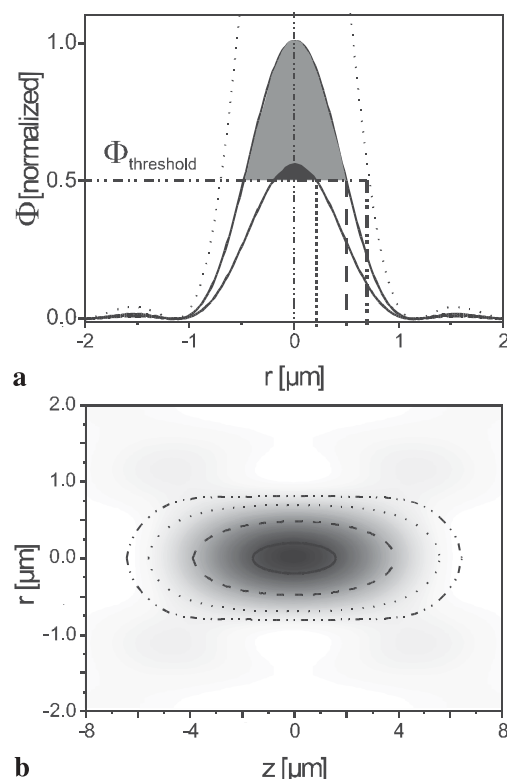 1.0
Φ threshold
0.5
Φ [normalized]
0.0
-2 -1 0 1 2
a
r [µm]
2.0
1.0
0.0
-1.0
-2.0
r [µm]
-8 -4 0 4 8
b
z [µm]